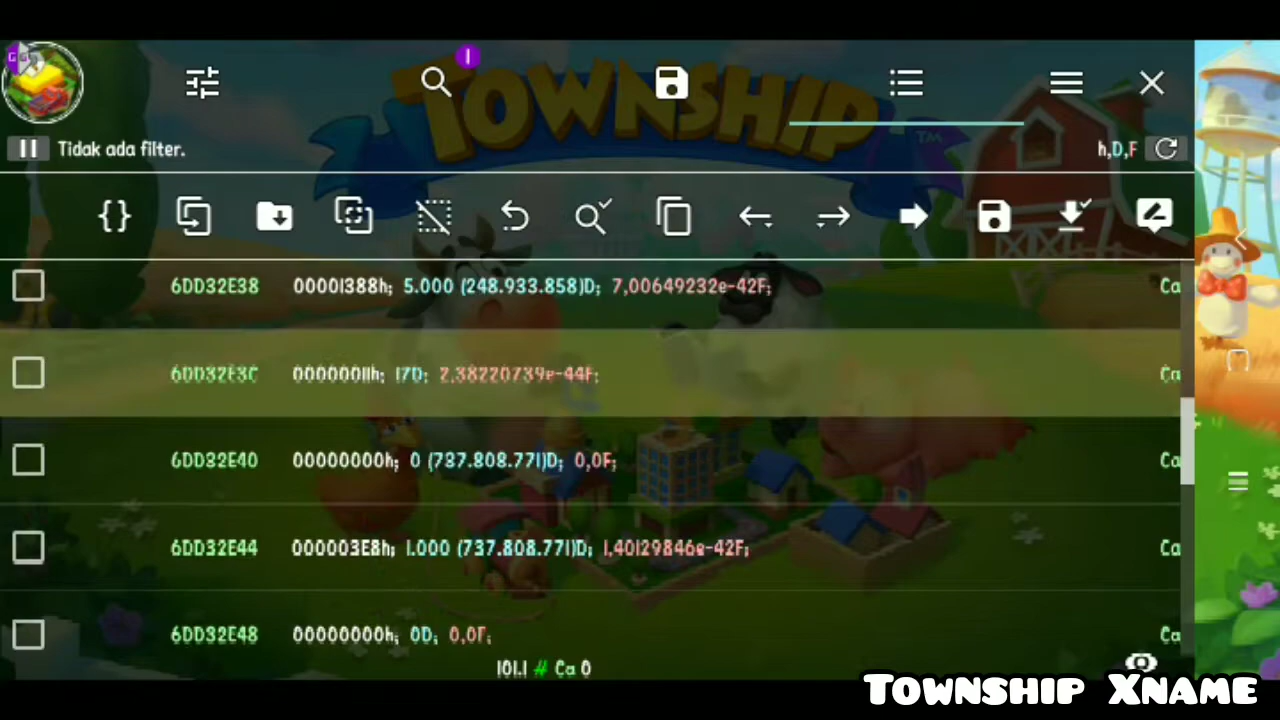 TOWNSHIP™
Tidak ada filter.
h,D,F
6DD32E38 00001388h; 5.000 (248.933.858)D; 7,00649232e-42F; Ca
6DD32E3C 00000011h; 17D; 2,38220739e-44F; Ca
6DD32E40 00000000h; 0 (737.808.771)D; 0,0F; Ca
6DD32E44 000003E8h; 1.000 (737.808.771)D; 1,40129846e-42F; Ca
6DD32E48 00000000h; 0D; 0,0F; Ca
101.1 # Ca 0
Township Xname